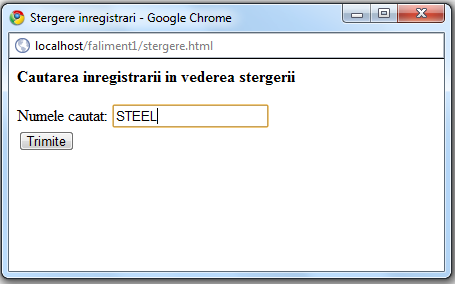 Stergere inregistrari - Google Chrome
localhost/faliment1/stergere.html
Cautarea inregistrarii in vederea stergerii
Numele cautat: STEEL
Trimite